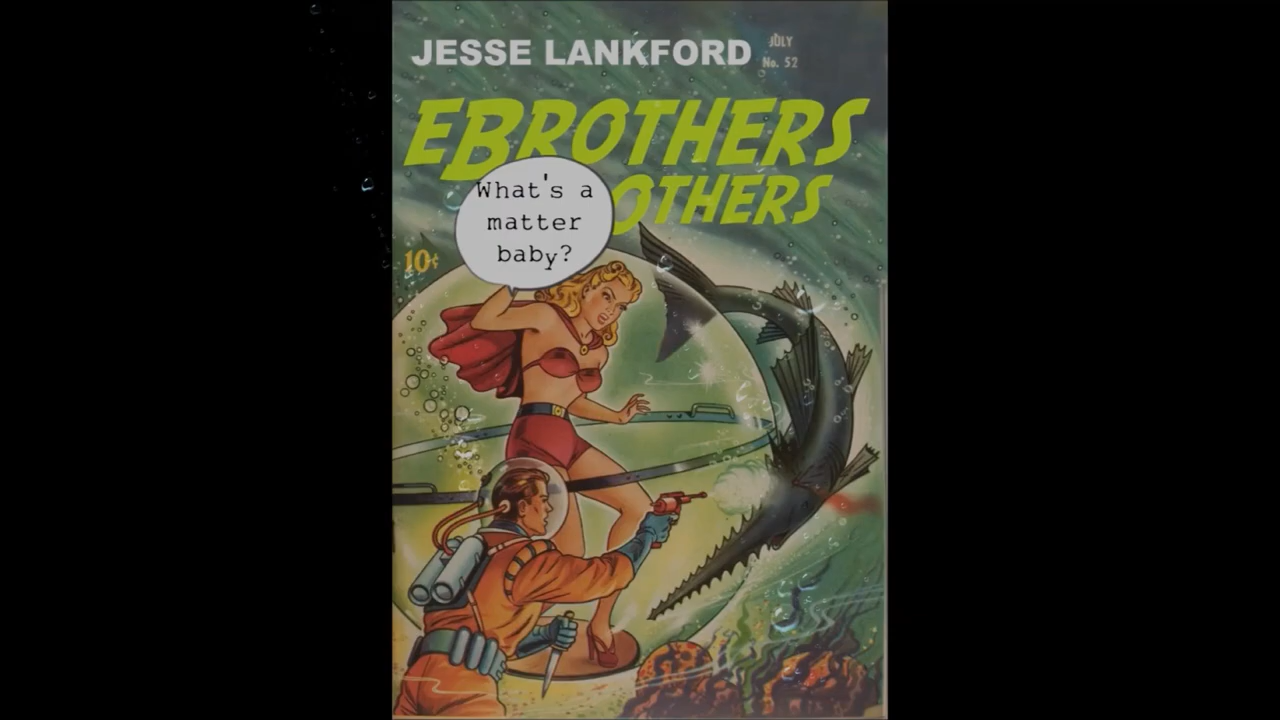 JESSE LANKFORD
JULY
No. 52
EBROTHERS
OTHERS
What's a
matter
baby?
10¢